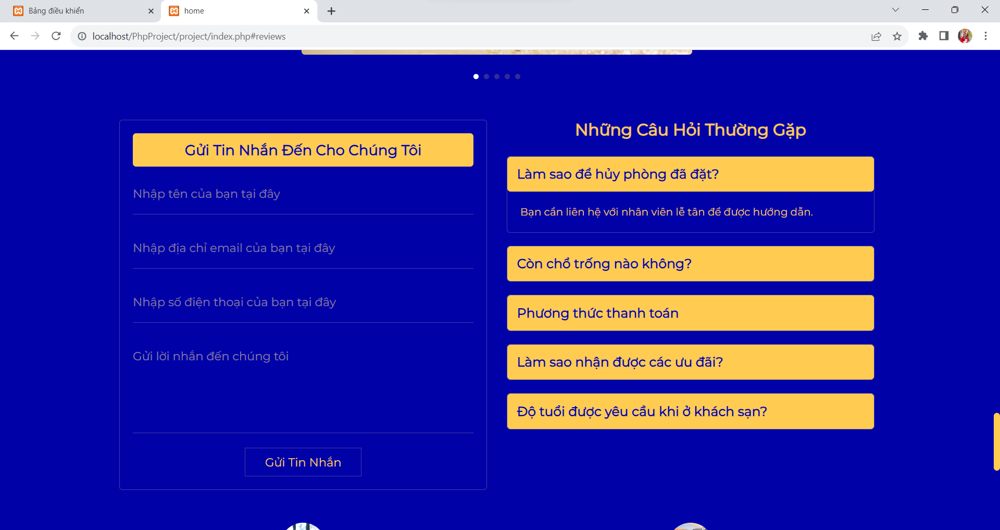 Bảng điều khiển
home
localhost/PhpProject/project/index.php#reviews
Gửi Tin Nhắn Đến Cho Chúng Tôi
Nhập tên của bạn tại đây
Nhập địa chỉ email của bạn tại đây
Nhập số điện thoại của bạn tại đây
Gửi lời nhắn đến chúng tôi
Gửi Tin Nhắn
Những Câu Hỏi Thường Gặp
Làm sao để hủy phòng đã đặt?
Bạn cần liên hệ với nhân viên lễ tân để được hướng dẫn.
Còn chổ trống nào không?
Phương thức thanh toán
Làm sao nhận được các ưu đãi?
Độ tuổi được yêu cầu khi ở khách sạn?